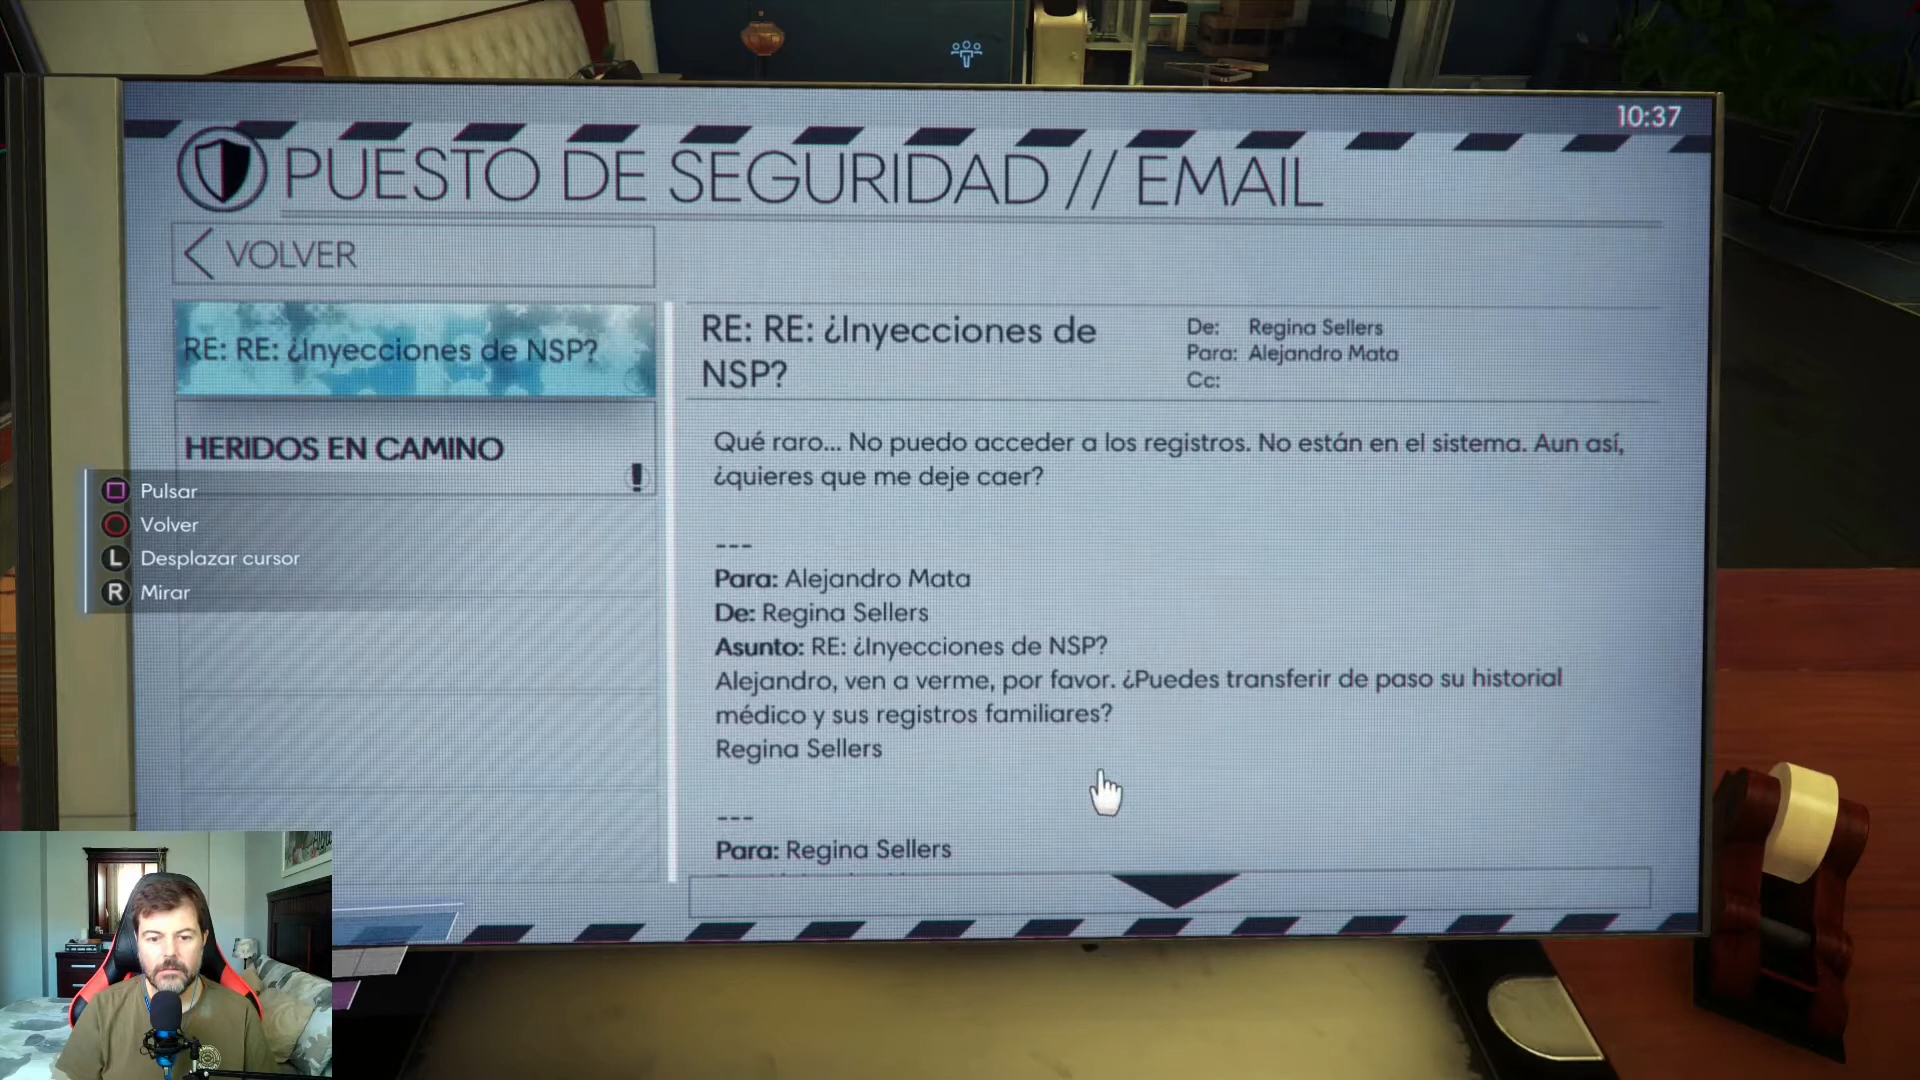 10:37
PUESTO DE SEGURIDAD // EMAIL
VOLVER
RE: RE: ¿Inyecciones de NSP?
HERIDOS EN CAMINO
!
Pulsar
Volver
L Desplazar cursor
R Mirar
RE: RE: ¿Inyecciones de
NSP?
De: Regina Sellers
Para: Alejandro Mata
Cc:
Qué raro... No puedo acceder a los registros. No están en el sistema. Aun así,
¿quieres que me deje caer?
---
Para: Alejandro Mata
De: Regina Sellers
Asunto: RE: ¿Inyecciones de NSP?
Alejandro, ven a verme, por favor. ¿Puedes transferir de paso su historial
médico y sus registros familiares?
Regina Sellers
---
Para: Regina Sellers